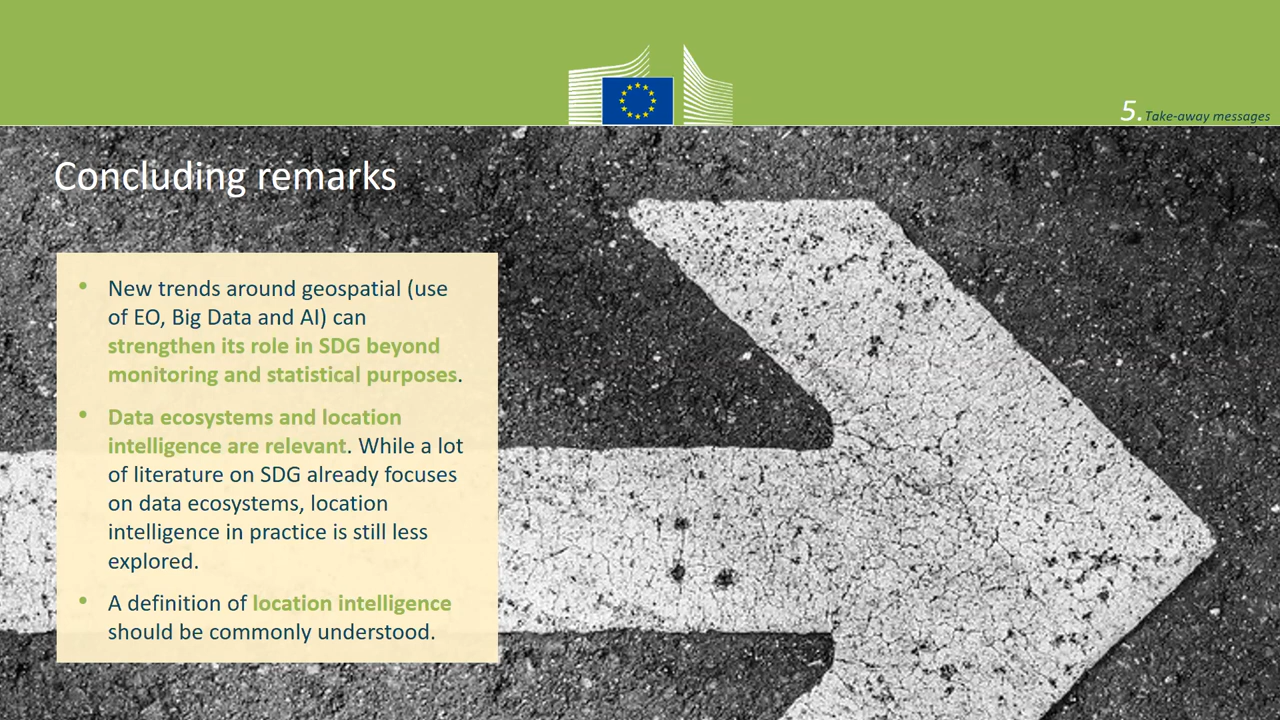 5. Take-away messages
Concluding remarks
• New trends around geospatial (use
of EO, Big Data and AI) can
strengthen its role in SDG beyond
monitoring and statistical purposes.
• Data ecosystems and location
intelligence are relevant. While a lot
of literature on SDG already focuses
on data ecosystems, location
intelligence in practice is still less
explored.
• A definition of location intelligence
should be commonly understood.